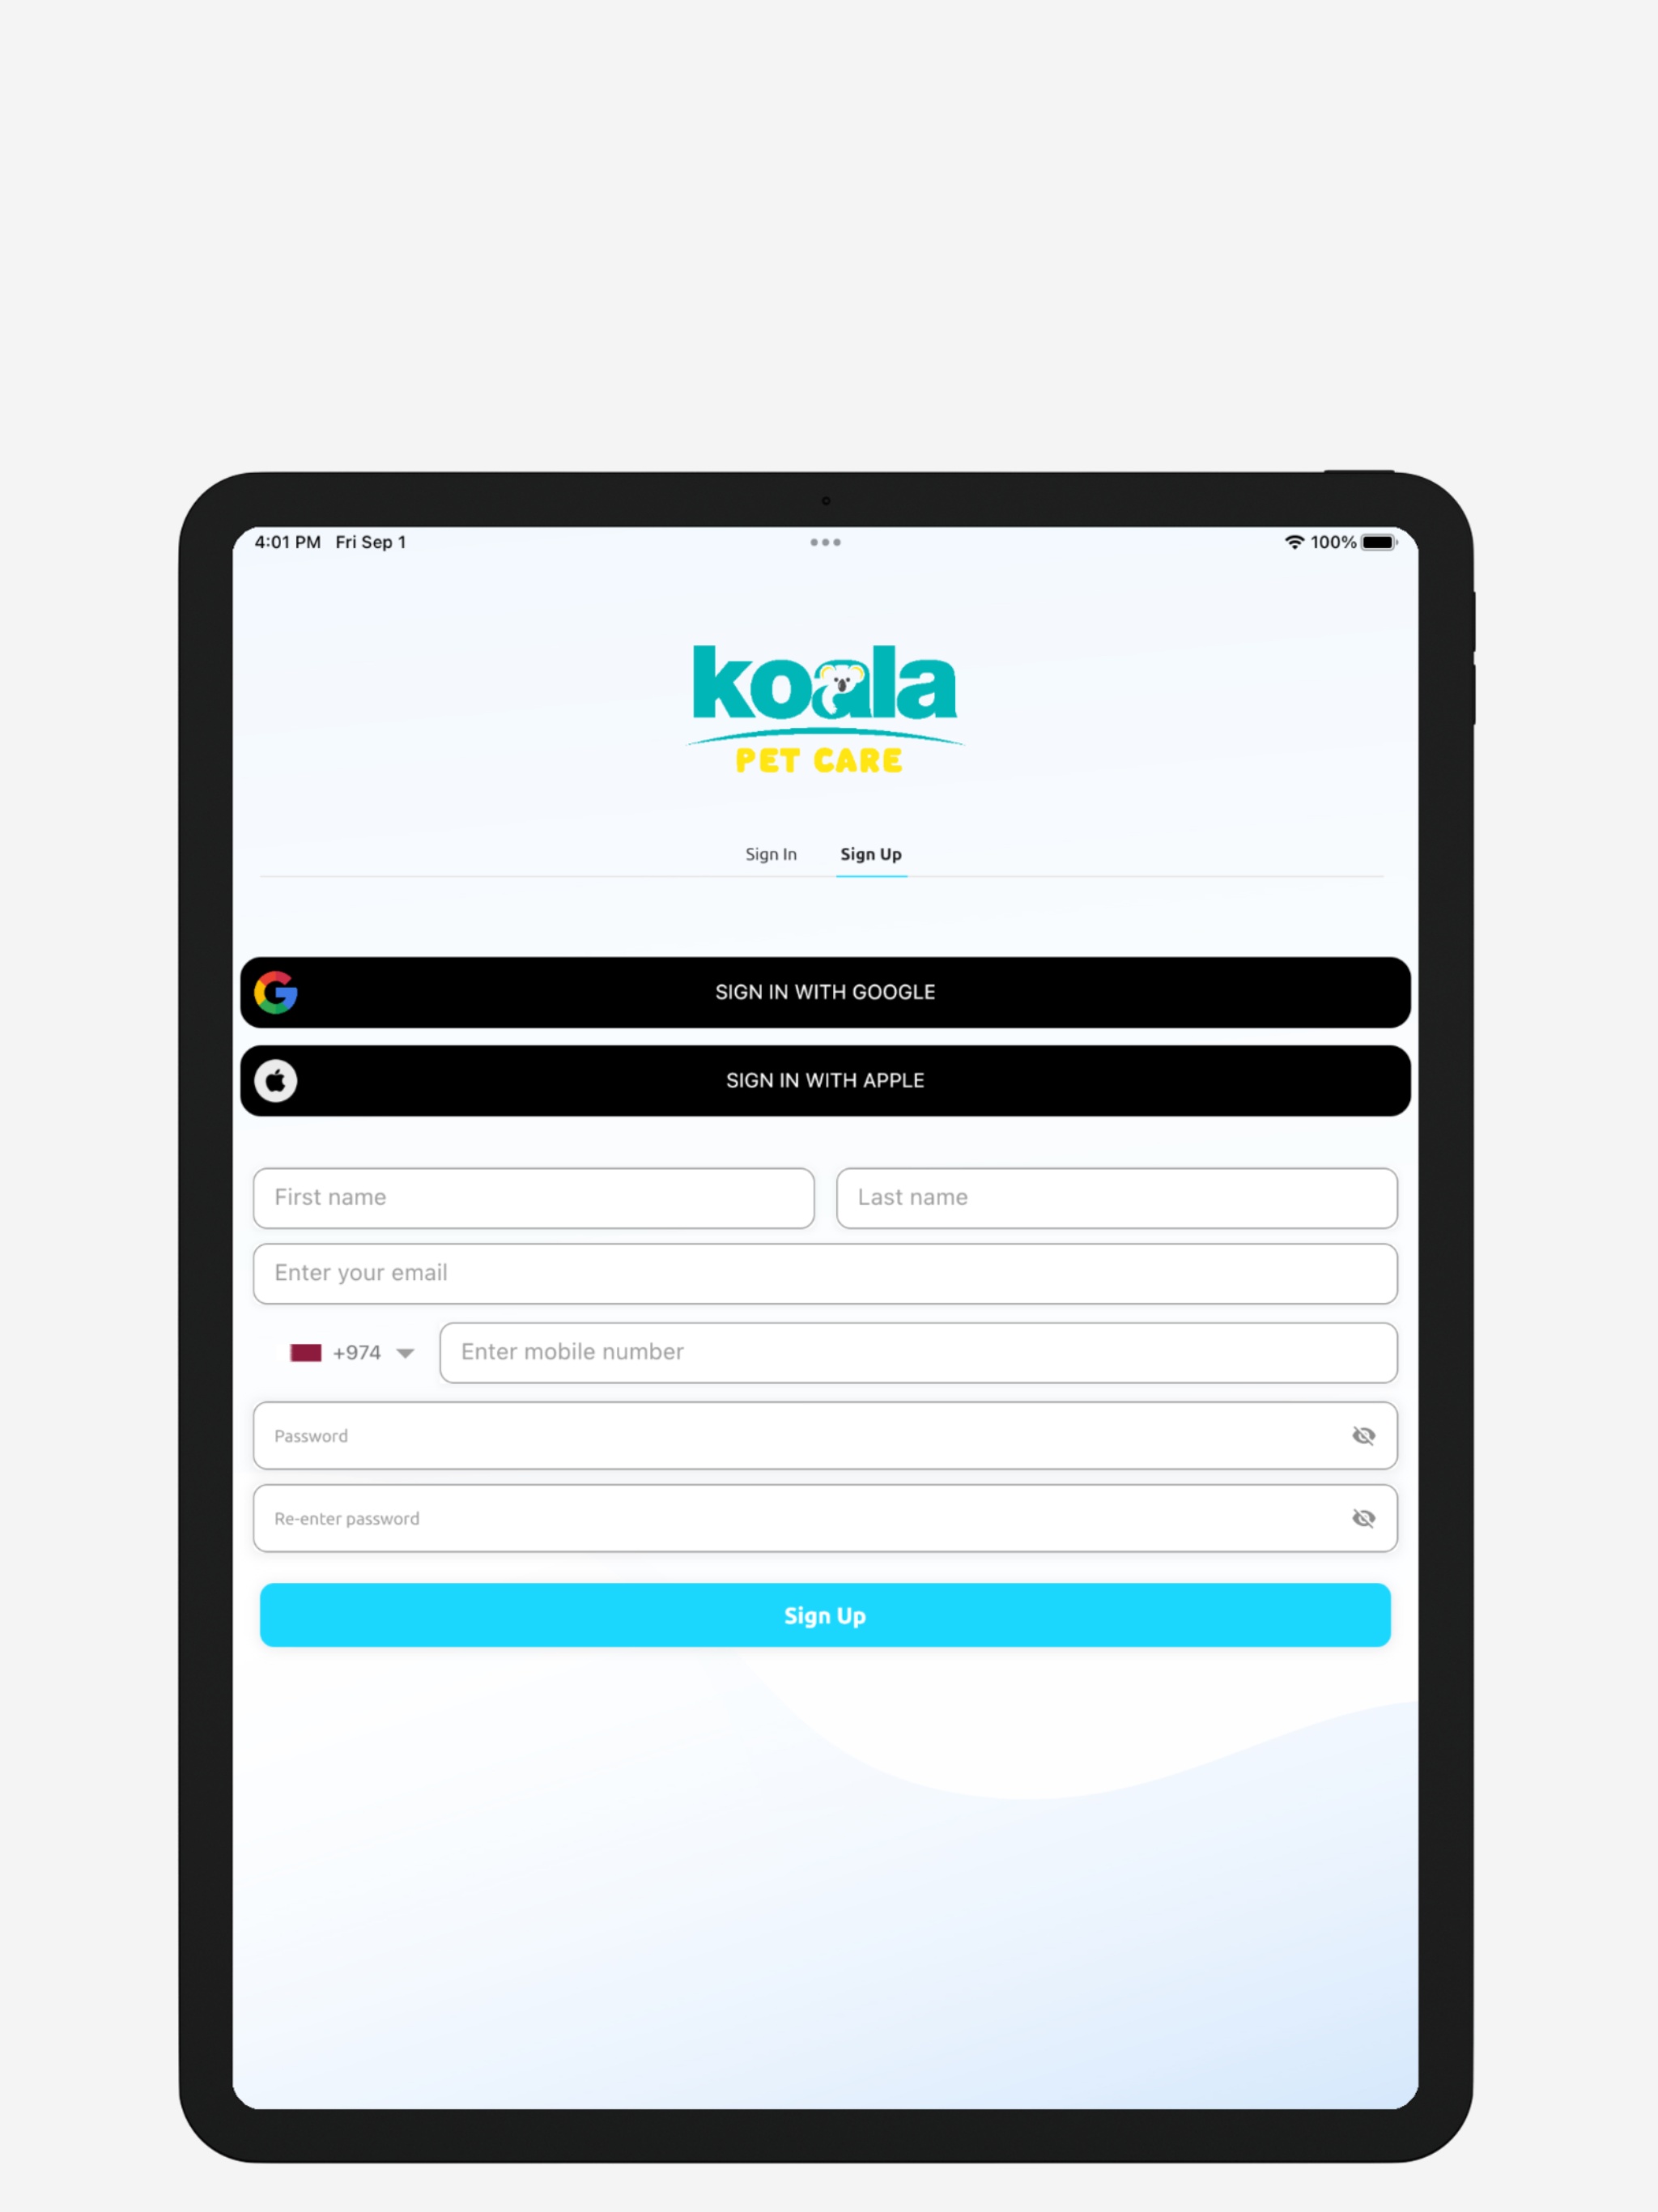 4:01 PM Fri Sep 1
100%
koala
PET CARE
Sign In Sign Up
SIGN IN WITH GOOGLE
SIGN IN WITH APPLE
First name Last name
Enter your email
+974 Enter mobile number
Password
Re-enter password
Sign Up